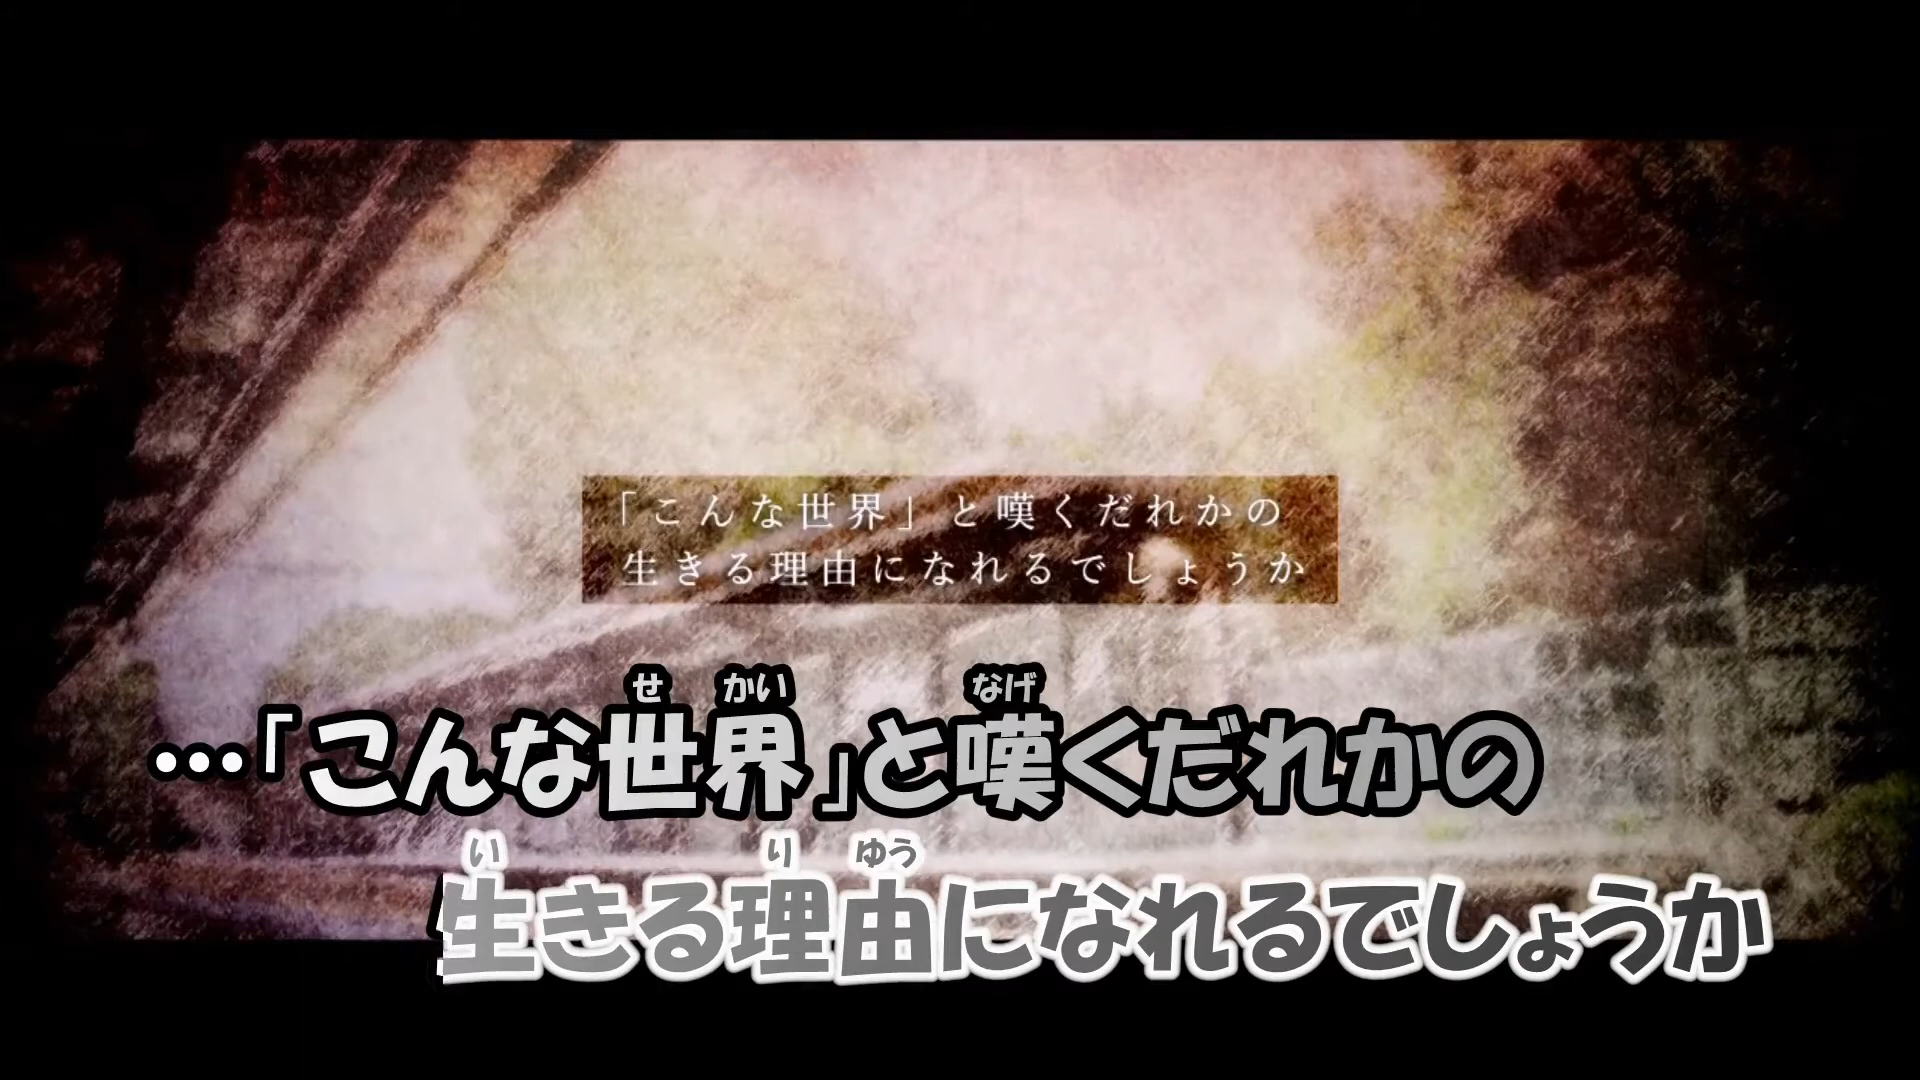 「こんな世界」と嘆くだれかの
生きる理由になれるでしょうか
せ かい なげ
…「こんな世界」と嘆くだれかの
い り ゆう
生きる理由になれるでしょうか